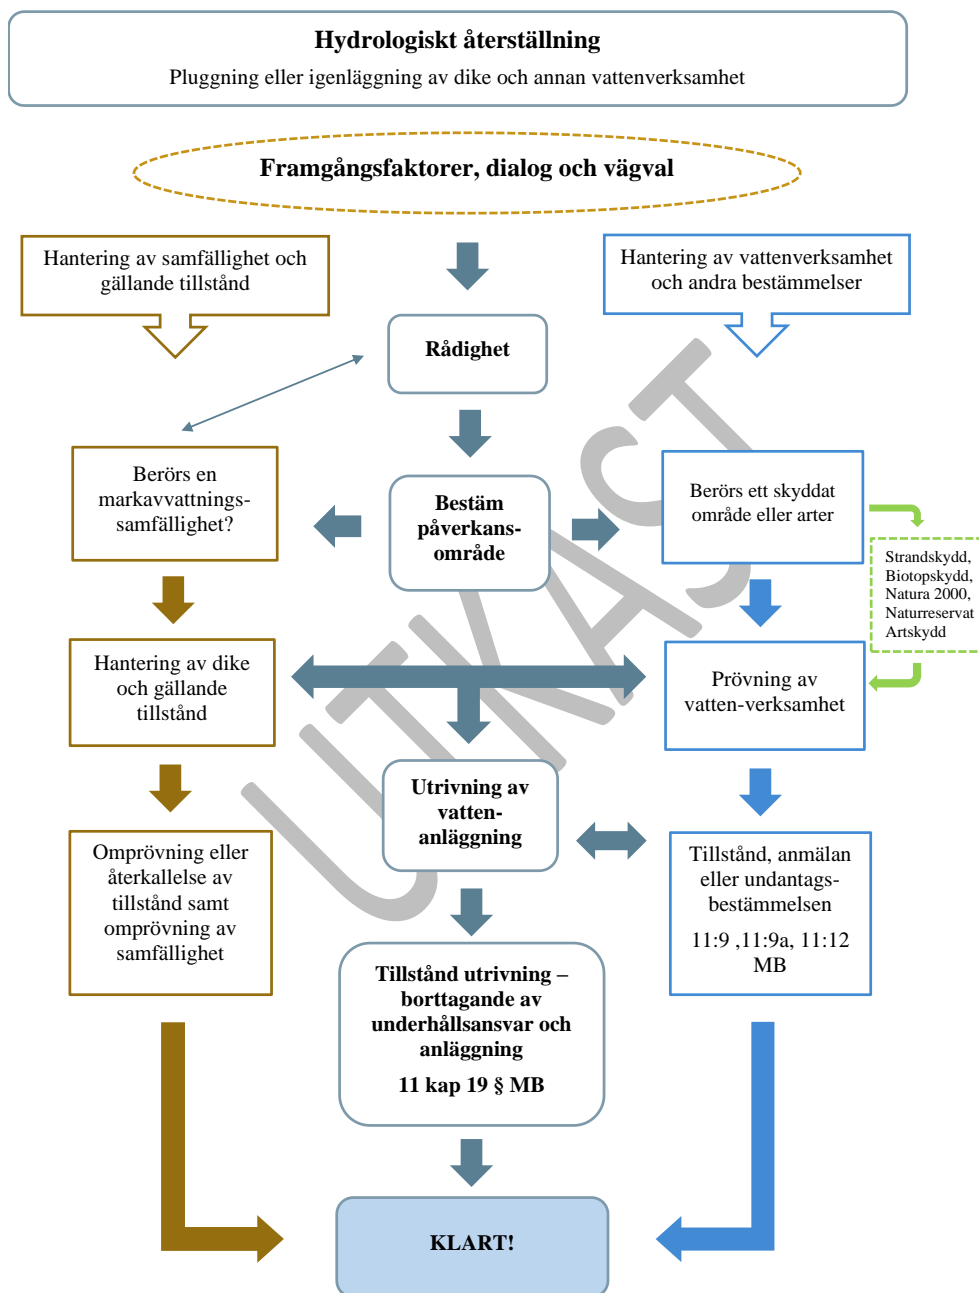 Hydrologiskt återställning
Pluggning eller igenläggning av dike och annan vattenverksamhet
Framgångsfaktorer, dialog och vägval
Hantering av samfällighet och
gällande tillstånd
Hantering av vattenverksamhet
och andra bestämmelser
Rådighet
Berörs en
markavvattnings-
samfällighet?
Bestäm
påverkans-
område
Berörs ett skyddat
område eller arter
Strandskydd,
Biotopskydd,
Natura 2000,
Naturreservat
Artskydd
Hantering av dike
och gällande
tillstånd
Prövning av
vatten-verksamhet
Utrivning av
vatten-
anläggning
Omprövning eller
återkallelse av
tillstånd samt
omprövning av
samfällighet
Tillstånd, anmälan
eller undantags-
bestämmelsen
11:9 ,11:9a, 11:12
MB
Tillstånd utrivning –
borttagande av
underhållsansvar och
anläggning
11 kap 19 § MB
KLART!
UTKAST